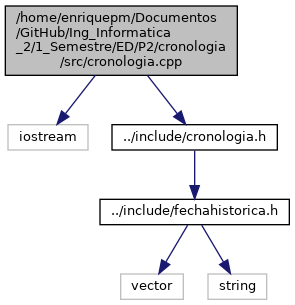 /home/enriquepm/Documentos
/GitHub/Ing_Informatica
_2/1_Semestre/ED/P2/cronologia
/src/cronologia.cpp
iostream
../include/cronologia.h
../include/fechahistorica.h
vector
string